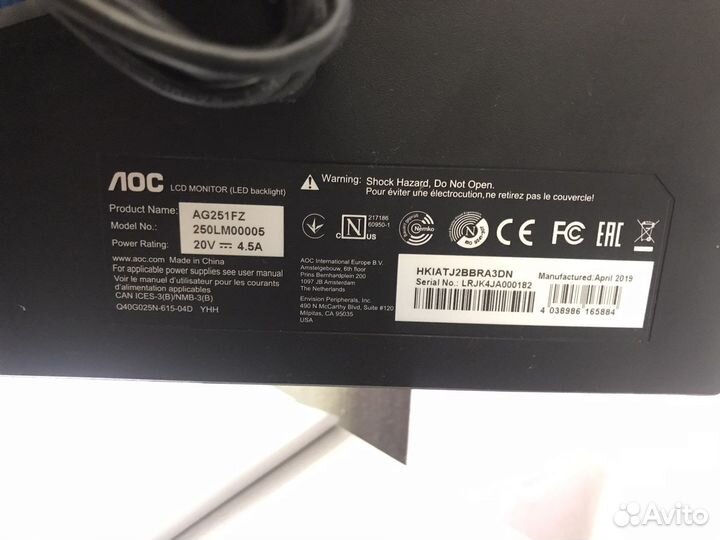 AOC LCD MONITOR (LED backlight)
Product Name: AG251FZ
Model No.: 250LM00005
Power Rating: 20V ⎓ 4.5A
www.aoc.com Made in China
For applicable power supplies see user manual
Voir le manuel d'utilisation pour les courants
d'alimentation applicables
CAN ICES-3(B)/NMB-3(B)
Q40G025N-615-04D YHH
Warning: Shock Hazard, Do Not Open.
Pour éviter une électrocution,ne retirez pas le couvercle!
c N US
217186
60950-1
Nemko
CE FC EAC
AOC International Europe B.V.
Amstelgebouw, 6th floor
Prins Bernhardplein 200
1097 JB Amsterdam
The Netherlands
Envision Peripherals, Inc.
490 N McCarthy Blvd, Suite #120
Milpitas, CA 95035
USA
HKIATJ2BBRA3DN
Serial No.: LRJK4JA000182
Manufactured:April 2019
4 038986 165884
Avito